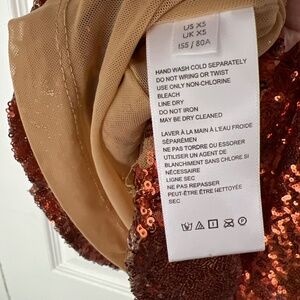 US XS
UK XS
155 / 80A
HAND WASH COLD SEPARATELY
DO NOT WRING OR TWIST
USE ONLY NON-CHLORINE
BLEACH
LINE DRY
DO NOT IRON
MAY BE DRY CLEANED
LAVER À LA MAIN À L'EAU FROIDE
SÉPARÉMEN
NE PAS TORDRE OU ESSORER
UTILISER UN AGENT DE
BLANCHIMENT SANS CHLORE SI
NÉCESSAIRE
LIGNE SEC
NE PAS REPASSER
PEUT-ÊTRE ÊTRE NETTOYÉE
SEC
P